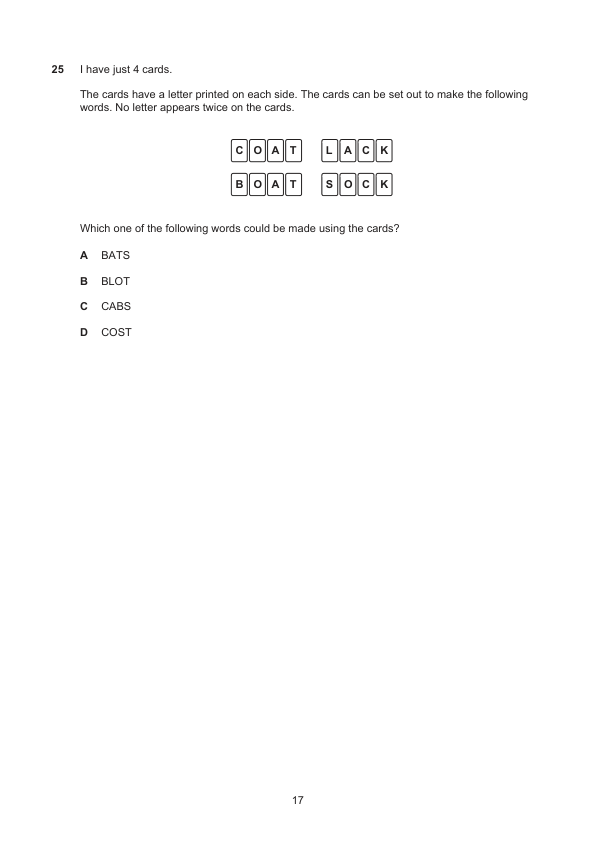 25 I have just 4 cards.
The cards have a letter printed on each side. The cards can be set out to make the following
words. No letter appears twice on the cards.
C O A T L A C K
B O A T S O C K
Which one of the following words could be made using the cards?
A BATS
B BLOT
C CABS
D COST
17